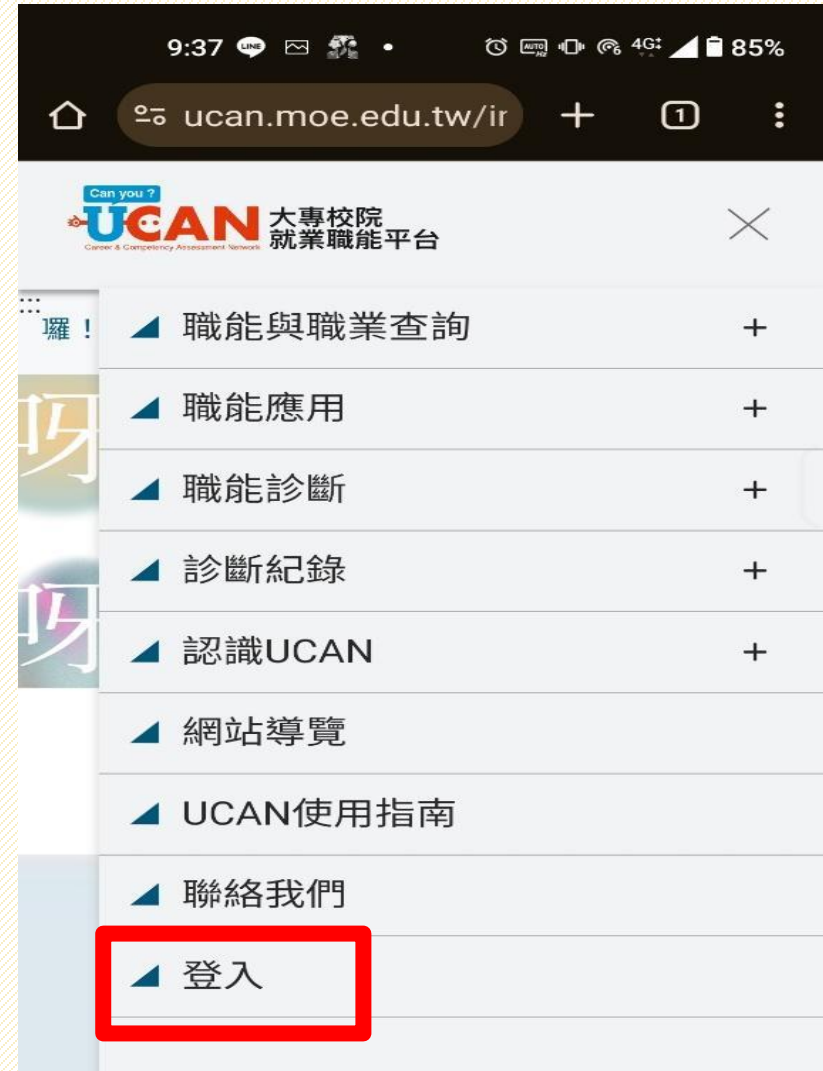 9:37
4G 85%
ucan.moe.edu.tw/ir
1
Can you ?
UCAN
大專校院
就業職能平台
Career & Competency Assessment Network
囉！
職能與職業查詢 +
職能應用 +
呀
職能診斷 +
診斷紀錄 +
呀
認識UCAN +
網站導覽
UCAN使用指南
聯絡我們
登入